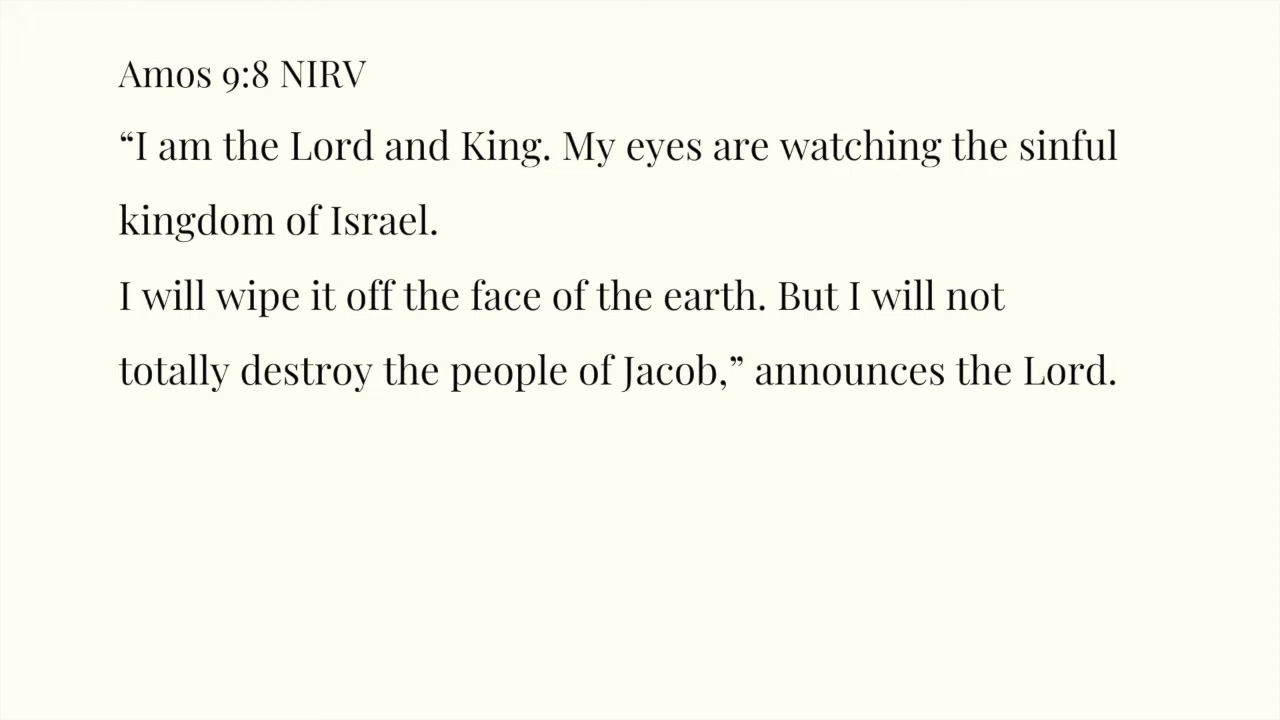 Amos 9:8 NIRV
“I am the Lord and King. My eyes are watching the sinful
kingdom of Israel.
I will wipe it off the face of the earth. But I will not
totally destroy the people of Jacob,” announces the Lord.